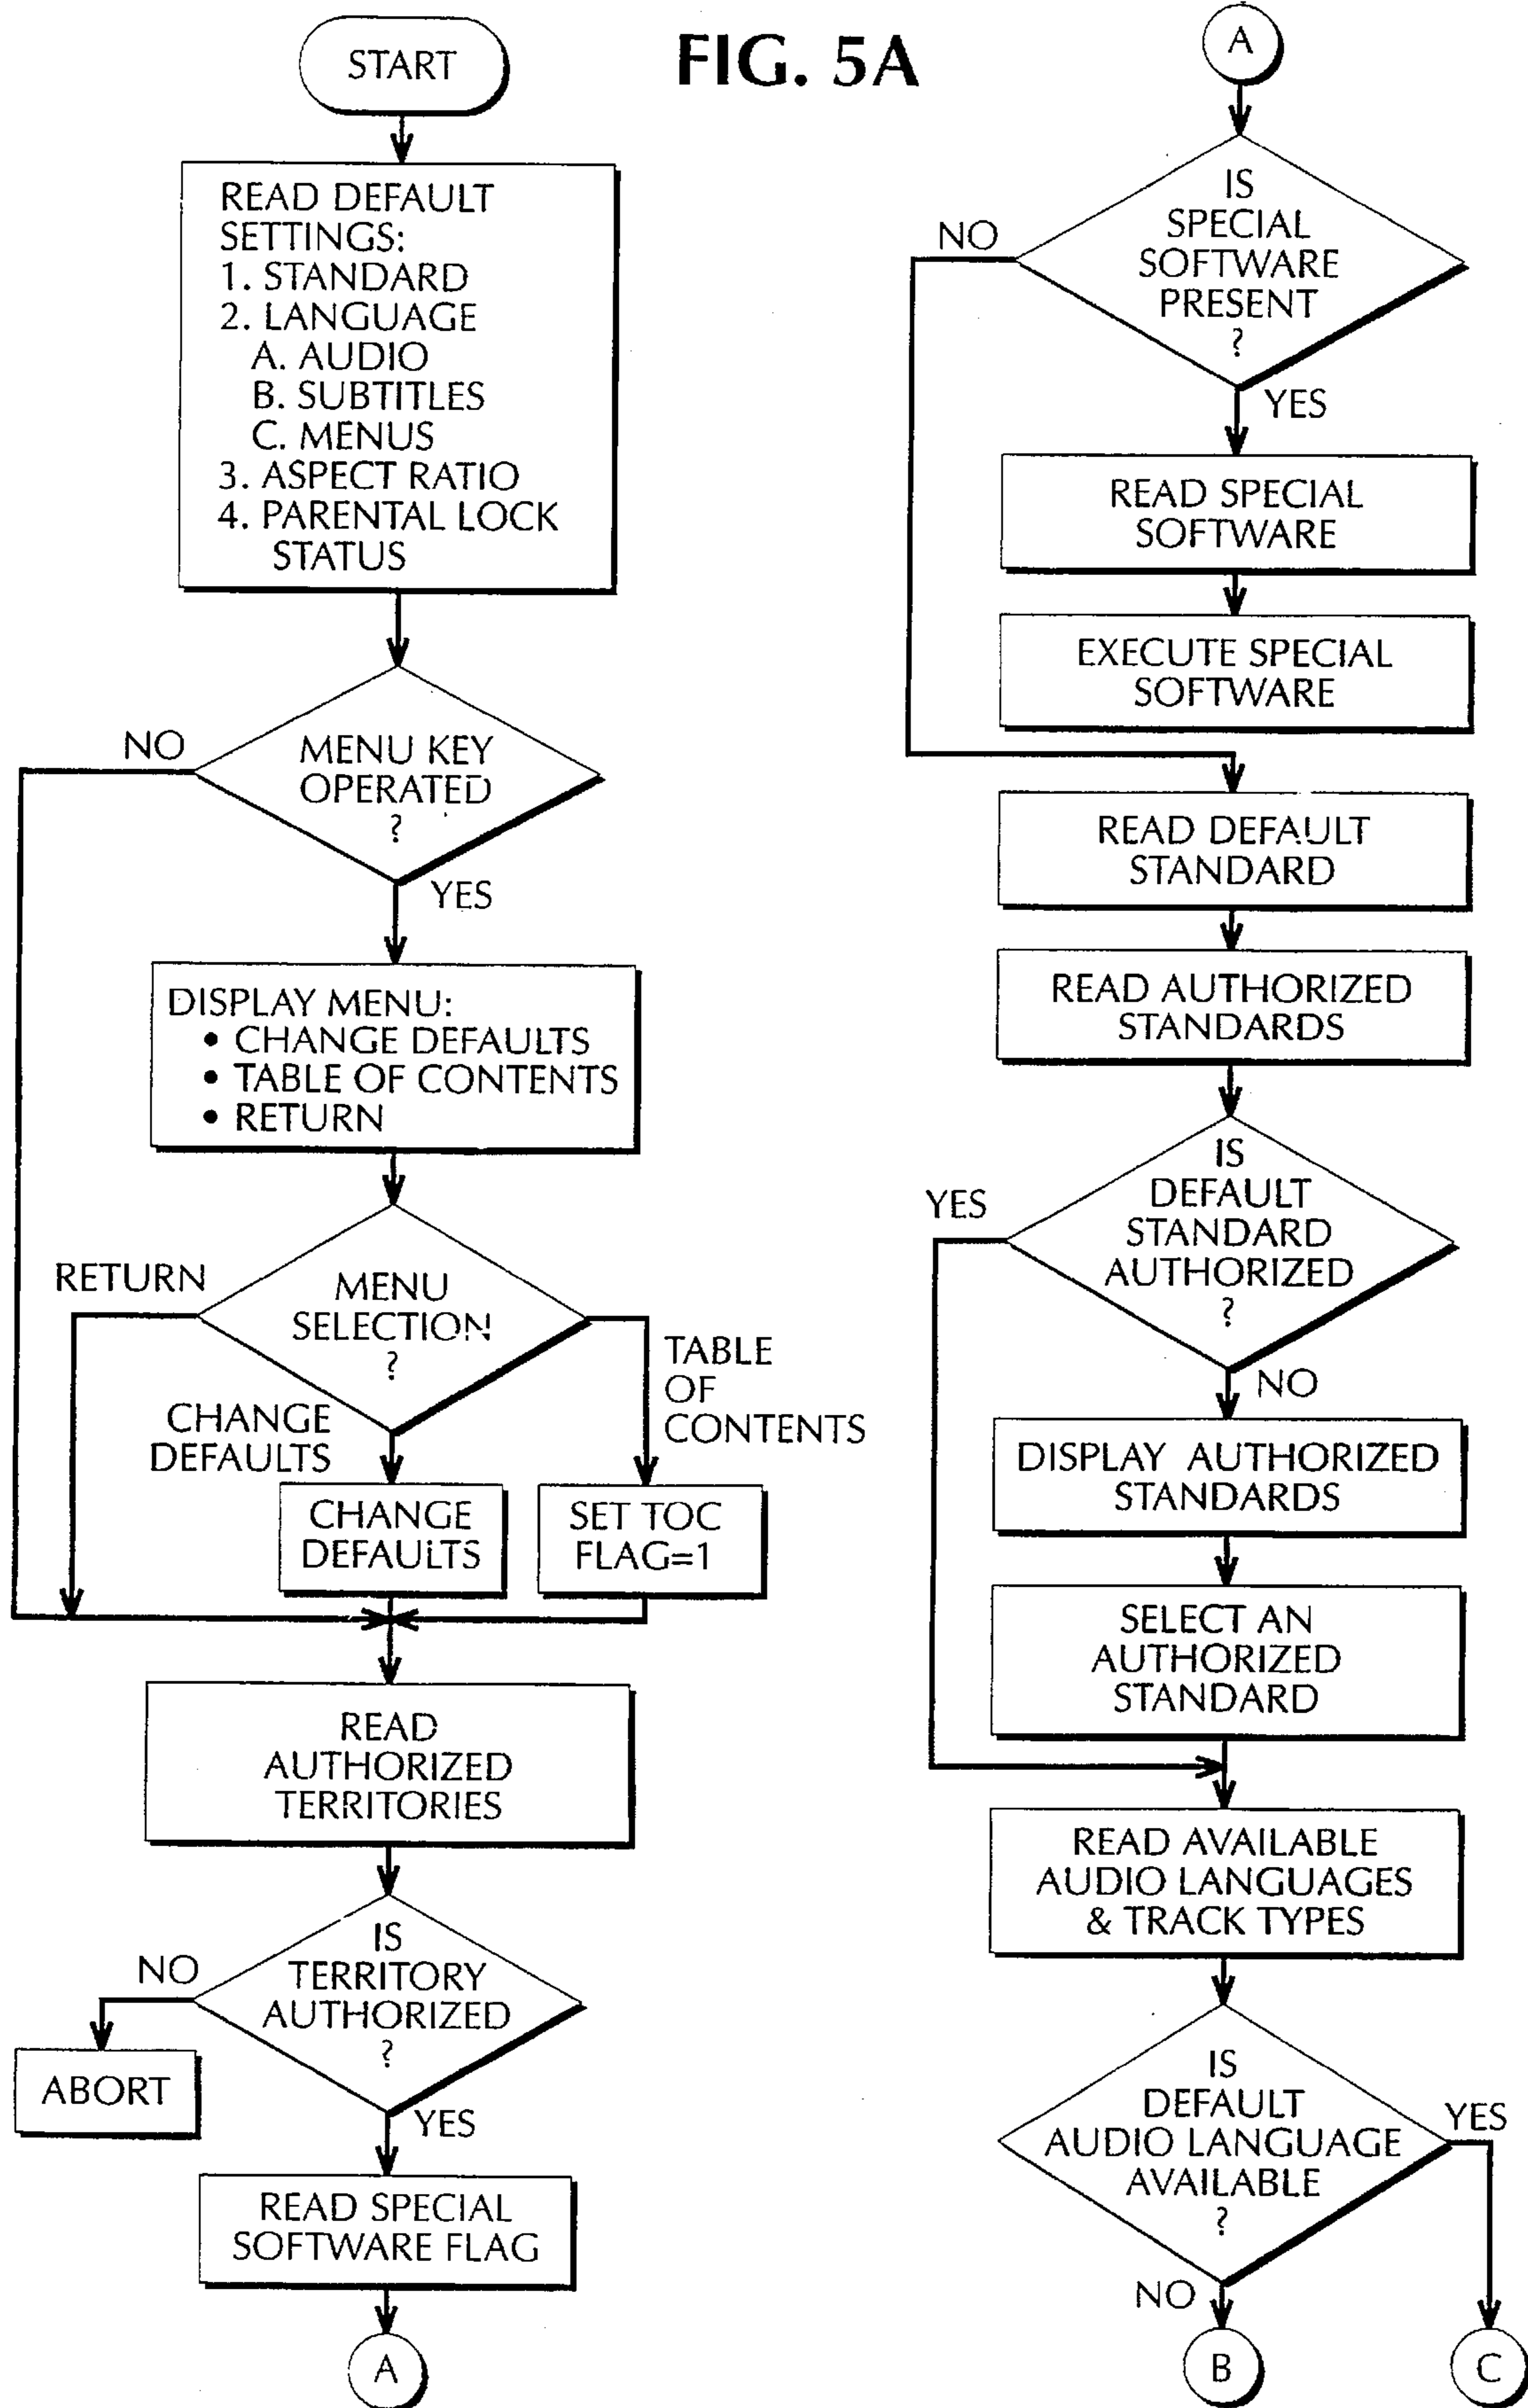 FIG. 5A
START
READ DEFAULT
SETTINGS:
1. STANDARD
2. LANGUAGE
A. AUDIO
B. SUBTITLES
C. MENUS
3. ASPECT RATIO
4. PARENTAL LOCK
STATUS
NO
MENU KEY
OPERATED
?
YES
DISPLAY MENU:
• CHANGE DEFAULTS
• TABLE OF CONTENTS
• RETURN
RETURN
MENU
SELECTION
?
TABLE
OF
CONTENTS
CHANGE
DEFAULTS
CHANGE
DEFAULTS
SET TOC
FLAG=1
READ
AUTHORIZED
TERRITORIES
NO
IS
TERRITORY
AUTHORIZED
?
ABORT
YES
READ SPECIAL
SOFTWARE FLAG
A
A
IS
SPECIAL
SOFTWARE
PRESENT
?
NO
YES
READ SPECIAL
SOFTWARE
EXECUTE SPECIAL
SOFTWARE
READ DEFAULT
STANDARD
READ AUTHORIZED
STANDARDS
YES
IS
DEFAULT
STANDARD
AUTHORIZED
?
NO
DISPLAY AUTHORIZED
STANDARDS
SELECT AN
AUTHORIZED
STANDARD
READ AVAILABLE
AUDIO LANGUAGES
& TRACK TYPES
IS
DEFAULT
AUDIO LANGUAGE
AVAILABLE
?
YES
NO
B
C